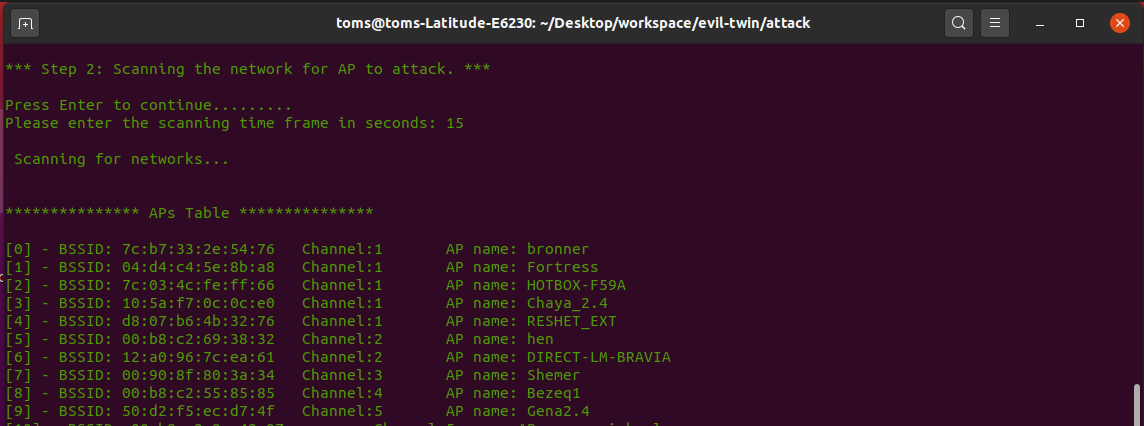 toms@toms-Latitude-E6230: ~/Desktop/workspace/evil-twin/attack
*** Step 2: Scanning the network for AP to attack. ***
Press Enter to continue.........
Please enter the scanning time frame in seconds: 15
Scanning for networks...
*************** APs Table ***************
[0] - BSSID: 7c:b7:33:2e:54:76 Channel:1 AP name: bronner
[1] - BSSID: 04:d4:c4:5e:8b:a8 Channel:1 AP name: Fortress
[2] - BSSID: 7c:03:4c:fe:ff:66 Channel:1 AP name: HOTBOX-F59A
[3] - BSSID: 10:5a:f7:0c:0c:e0 Channel:1 AP name: Chaya_2.4
[4] - BSSID: d8:07:b6:4b:32:76 Channel:1 AP name: RESHET_EXT
[5] - BSSID: 00:b8:c2:69:38:32 Channel:2 AP name: hen
[6] - BSSID: 12:a0:96:7c:ea:61 Channel:2 AP name: DIRECT-LM-BRAVIA
[7] - BSSID: 00:90:8f:80:3a:34 Channel:3 AP name: Shemer
[8] - BSSID: 00:b8:c2:55:85:85 Channel:4 AP name: Bezeq1
[9] - BSSID: 50:d2:f5:ec:d7:4f Channel:5 AP name: Gena2.4